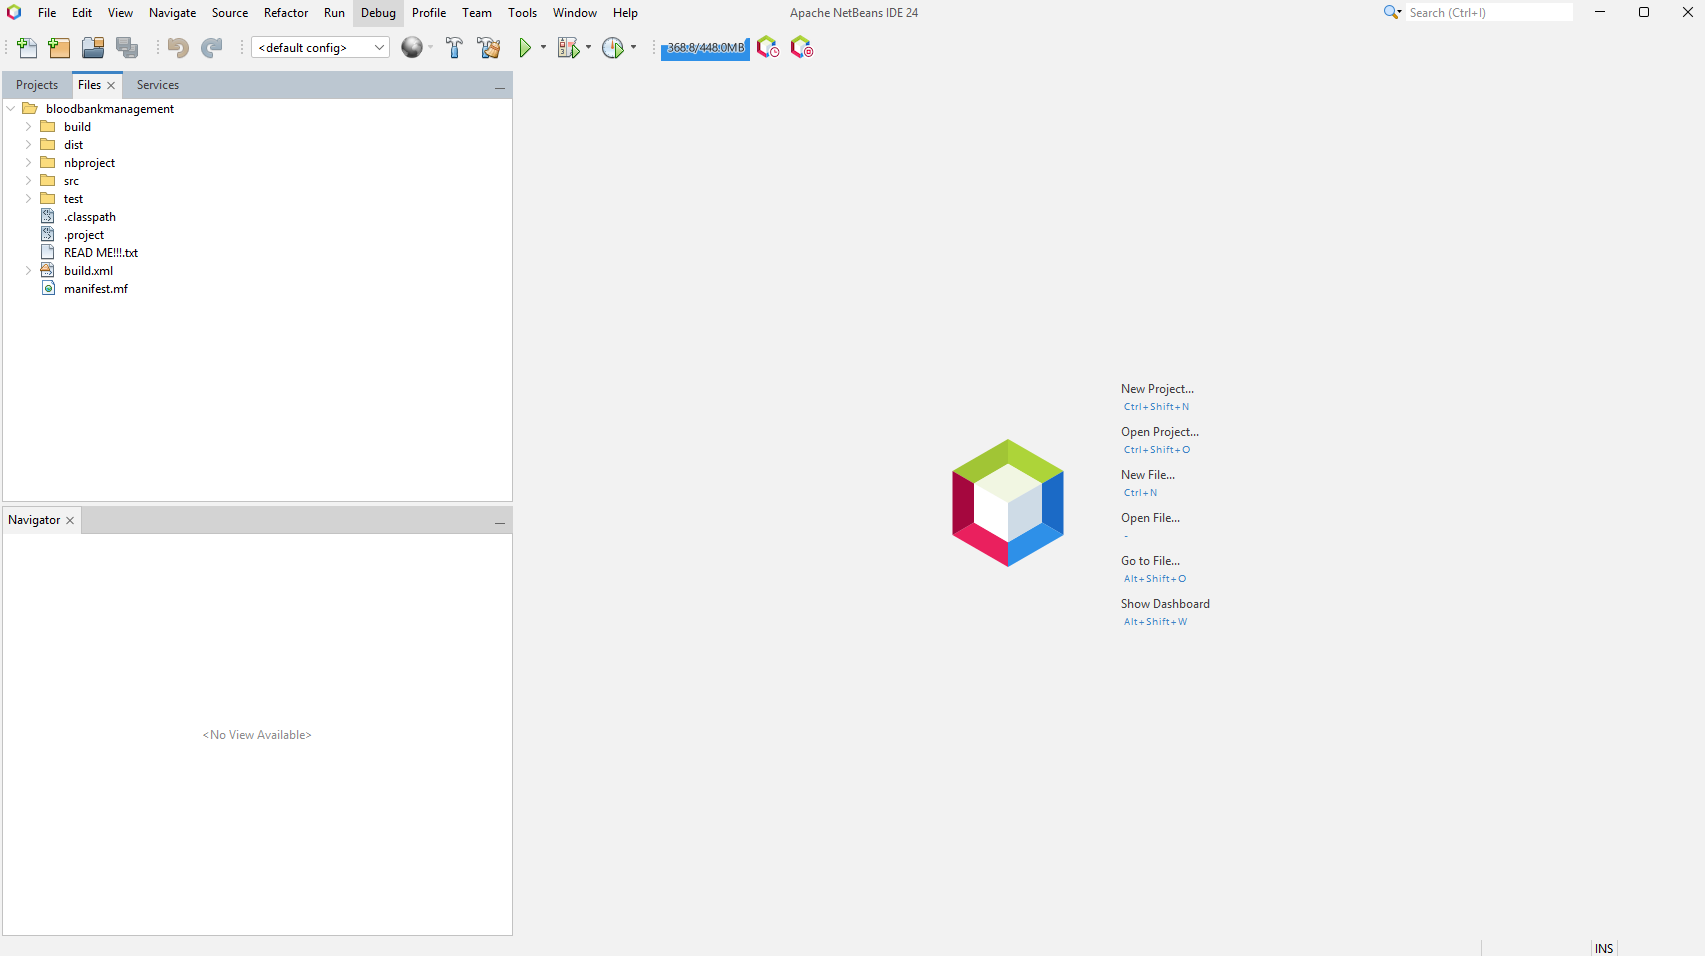 File Edit View Navigate Source Refactor Run Debug Profile Team Tools Window Help
Apache NetBeans IDE 24
Search (Ctrl+I)
<default config>
368.8/448.0MB
Projects Files Services
bloodbankmanagement
build
dist
nbproject
src
test
.classpath
.project
READ ME!!!.txt
build.xml
manifest.mf
Navigator
<No View Available>
New Project...
Ctrl+Shift+N
Open Project...
Ctrl+Shift+O
New File...
Ctrl+N
Open File...
-
Go to File...
Alt+Shift+O
Show Dashboard
Alt+Shift+W
INS